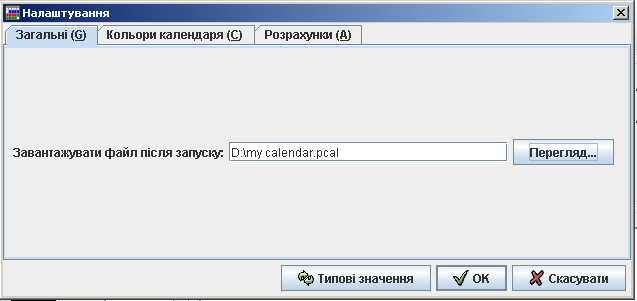 Налаштування
Загальні (G) Кольори календаря (C) Розрахунки (A)
Завантажувати файл після запуску: D:\my calendar.pcal Перегляд...
Типові значення OK Скасувати